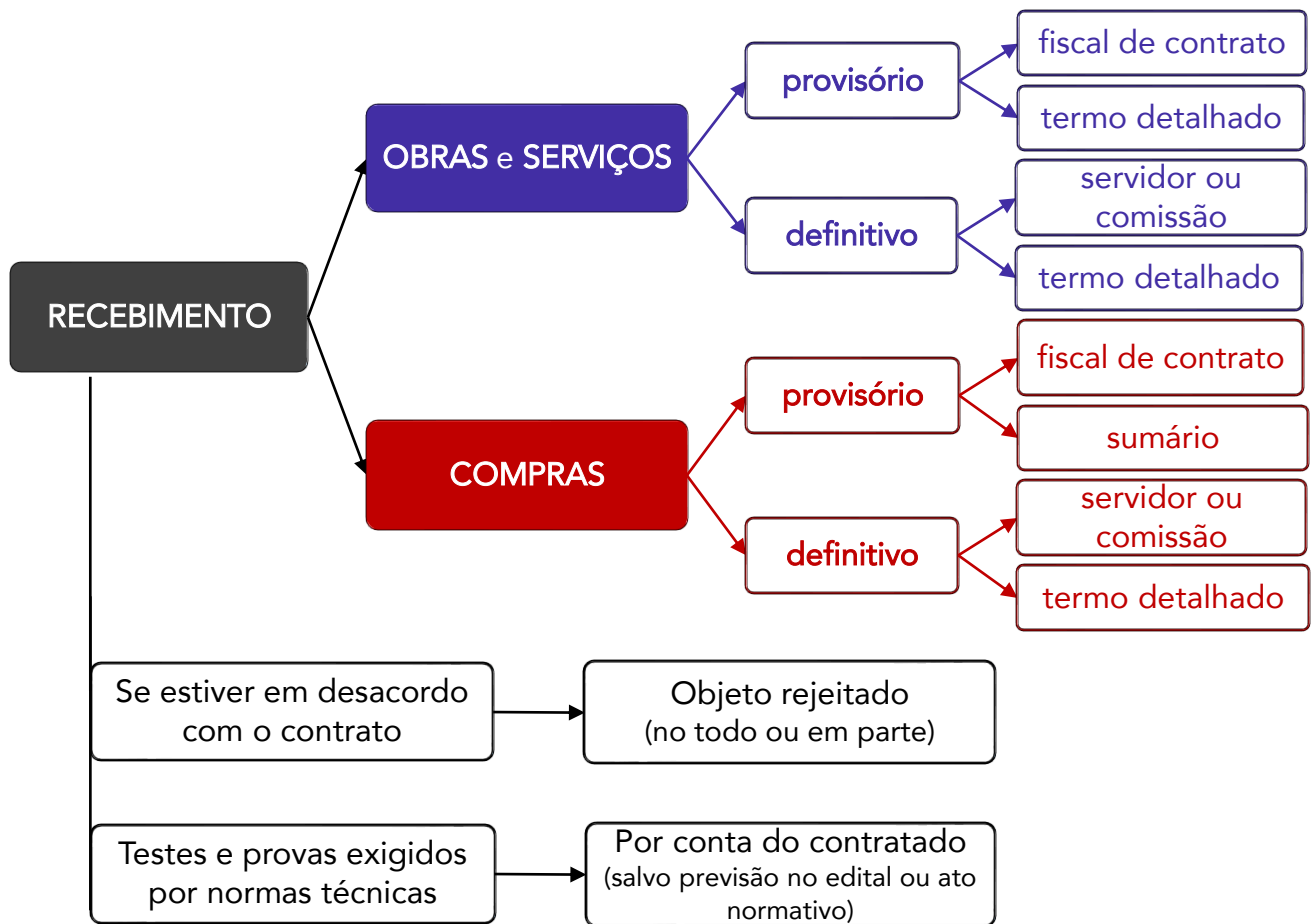 RECEBIMENTO
OBRAS e SERVIÇOS
provisório
fiscal de contrato
termo detalhado
definitivo
servidor ou
comissão
termo detalhado
COMPRAS
provisório
fiscal de contrato
sumário
definitivo
servidor ou
comissão
termo detalhado
Se estiver em desacordo
com o contrato
Objeto rejeitado
(no todo ou em parte)
Testes e provas exigidos
por normas técnicas
Por conta do contratado
(salvo previsão no edital ou ato
normativo)